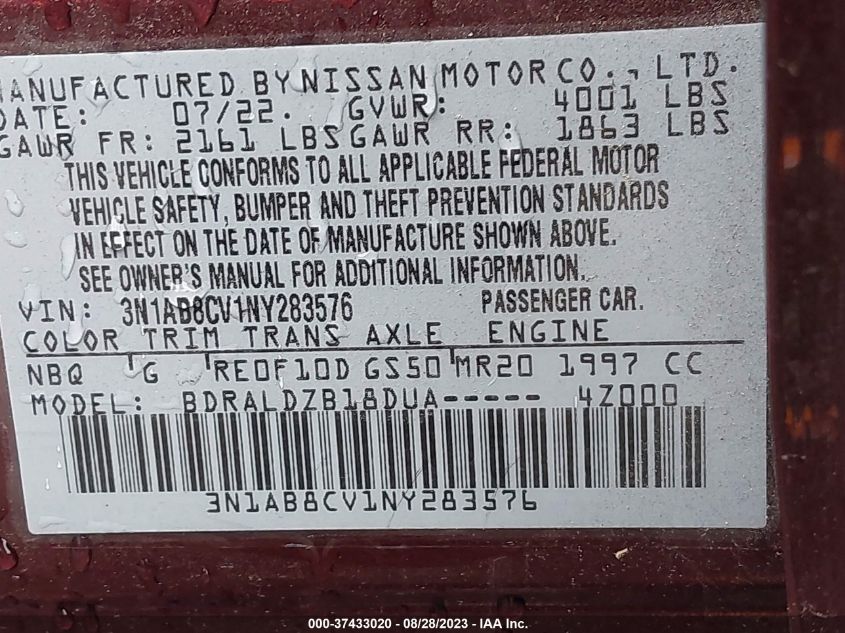 MANUFACTURED BY NISSAN MOTOR CO., LTD.
DATE: 07/22. GVWR: 4001 LBS
GAWR FR: 2161 LBS GAWR RR: 1863 LBS
THIS VEHICLE CONFORMS TO ALL APPLICABLE FEDERAL MOTOR
VEHICLE SAFETY, BUMPER AND THEFT PREVENTION STANDARDS
IN EFFECT ON THE DATE OF MANUFACTURE SHOWN ABOVE.
SEE OWNER'S MANUAL FOR ADDITIONAL INFORMATION.
VIN: 3N1AB8CV1NY283576 PASSENGER CAR.
COLOR TRIM TRANS AXLE ENGINE
NBQ G RE0F10D GS50 MR20 1997 CC
MODEL: BDRALDZB18DUA----- 4Z000
3N1AB8CV1NY283576
000-37433020 - 08/28/2023 - IAA Inc.